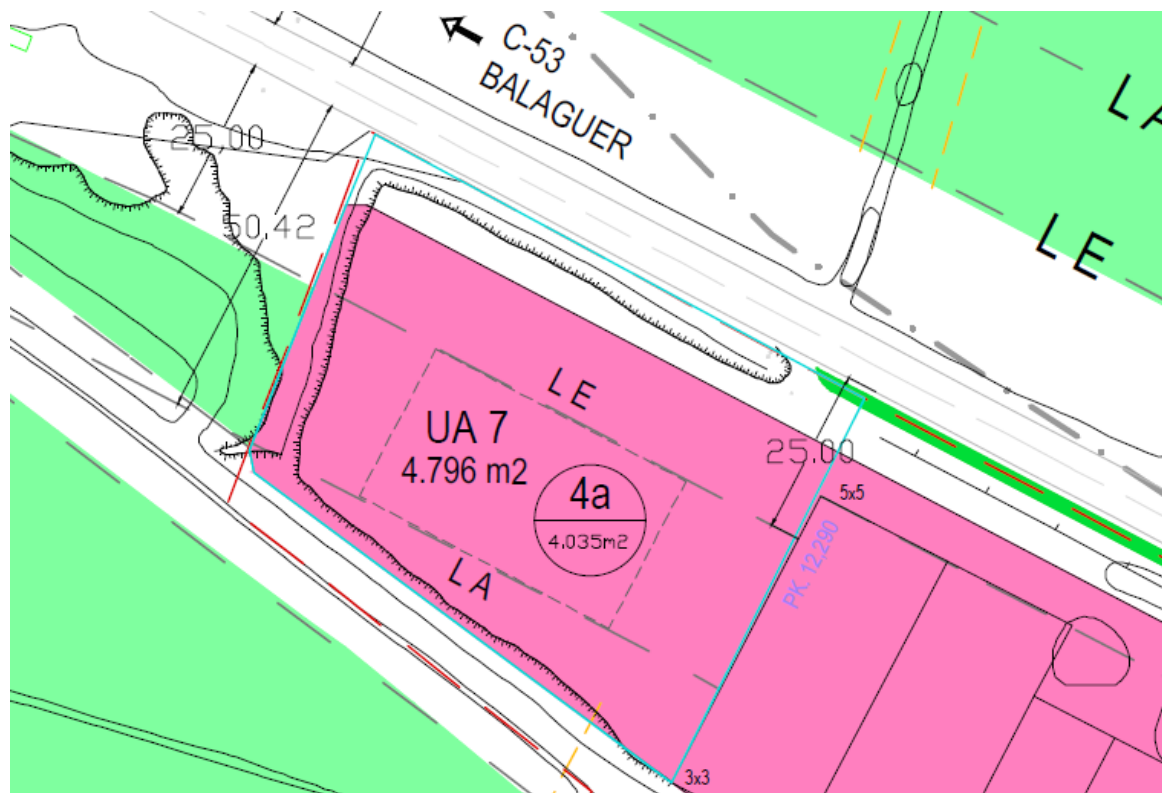 C-53
BALAGUER
LA
LE
25,00
50,42
LE
UA 7
4.796 m2
4a
4.035m2
LA
25.00
5x5
PK. 12,290
3x3